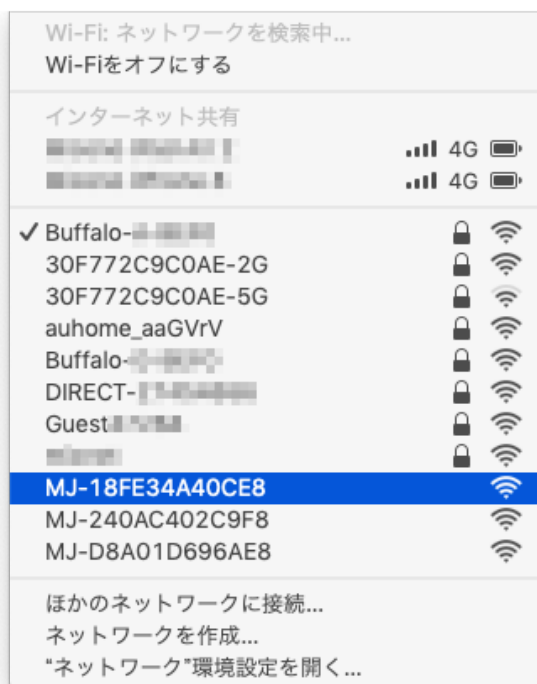 Wi-Fi: ネットワークを検索中...
Wi-Fiをオフにする
インターネット共有
4G
4G
Buffalo-
30F772C9C0AE-2G
30F772C9C0AE-5G
auhome_aaGVrV
Buffalo-
DIRECT-
Guest
MJ-18FE34A40CE8
MJ-240AC402C9F8
MJ-D8A01D696AE8
ほかのネットワークに接続...
ネットワークを作成...
“ネットワーク”環境設定を開く...